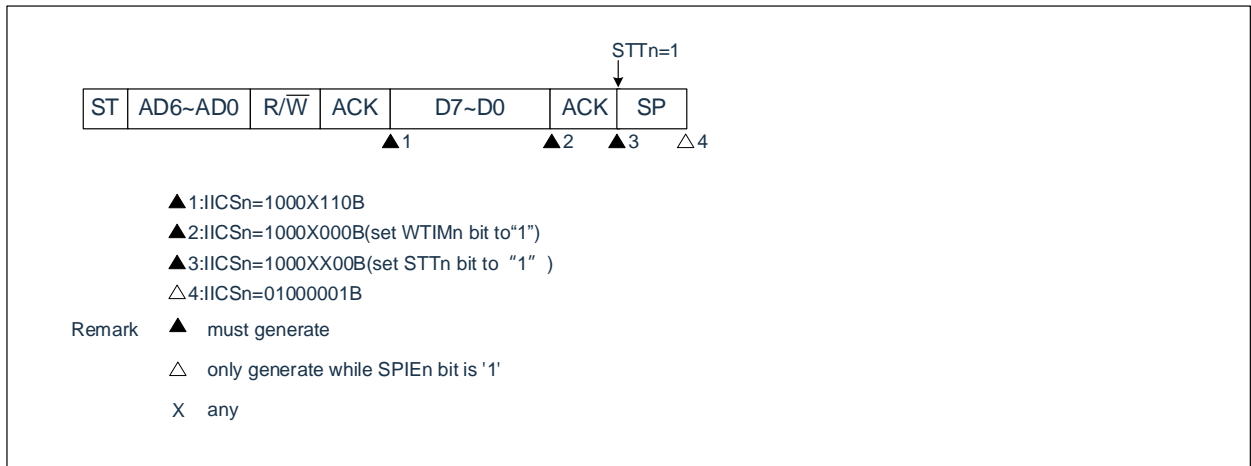 STTn=1
ST AD6~AD0 R/W̅ ACK D7~D0 ACK SP
▲1 ▲2 ▲3 △4
▲1:IICSn=1000X110B
▲2:IICSn=1000X000B(set WTIMn bit to“1”)
▲3:IICSn=1000XX00B(set STTn bit to “1” )
△4:IICSn=01000001B
Remark ▲ must generate
△ only generate while SPIEn bit is '1'
X any